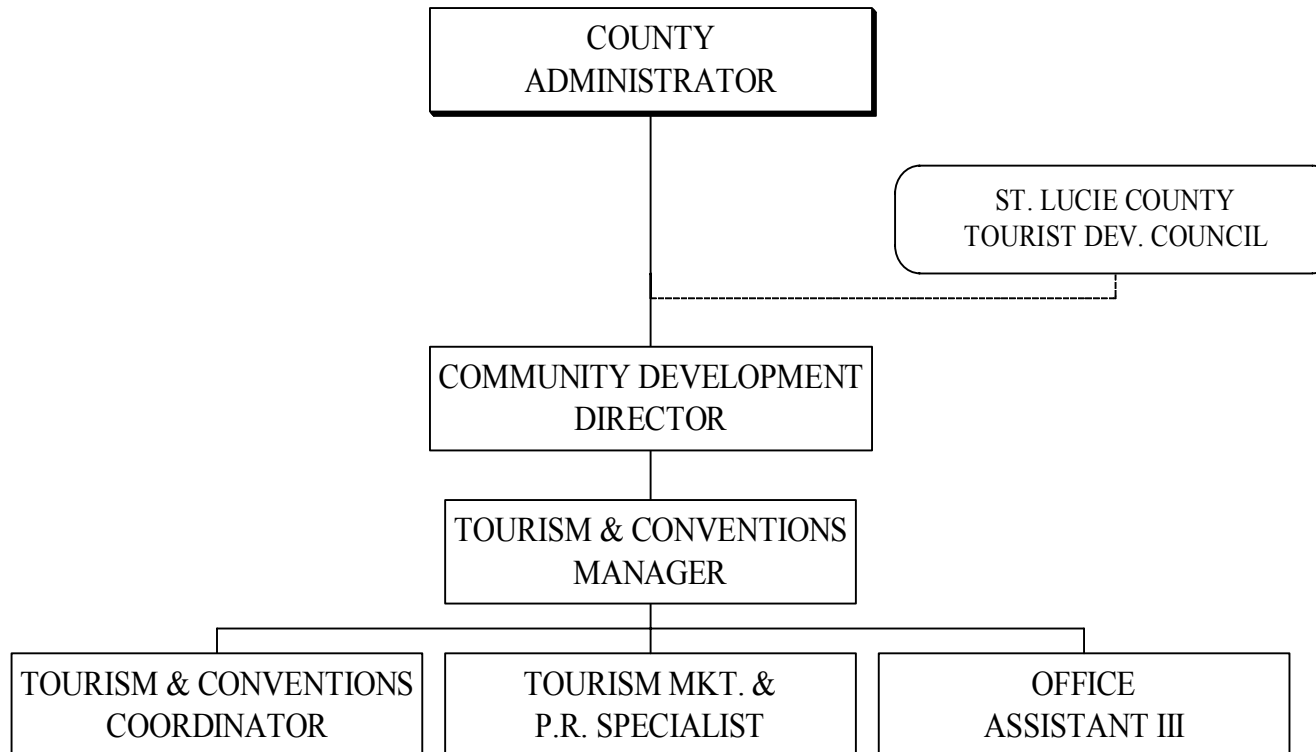 COUNTY
ADMINISTRATOR
ST. LUCIE COUNTY
TOURIST DEV. COUNCIL
COMMUNITY DEVELOPMENT
DIRECTOR
TOURISM & CONVENTIONS
MANAGER
TOURISM & CONVENTIONS
COORDINATOR
TOURISM MKT. &
P.R. SPECIALIST
OFFICE
ASSISTANT III